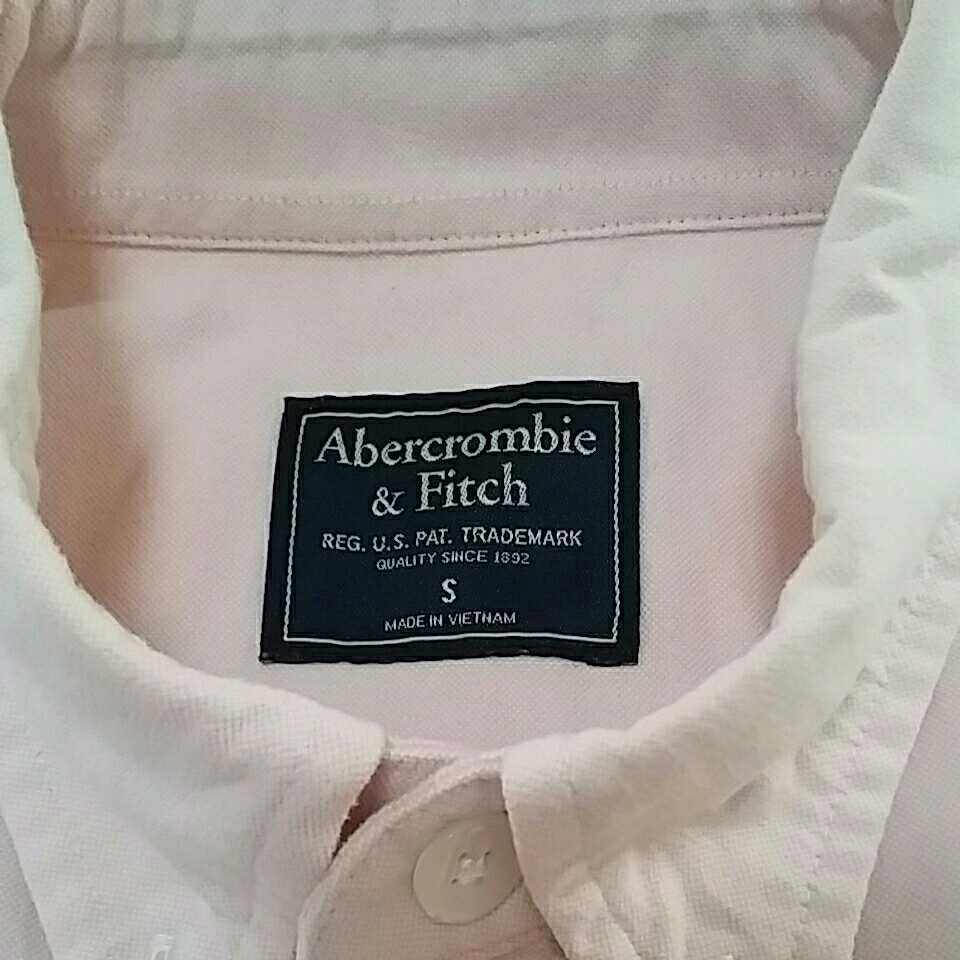 Abercrombie
& Fitch
REG. U.S. PAT. TRADEMARK
QUALITY SINCE 1892
S
MADE IN VIETNAM